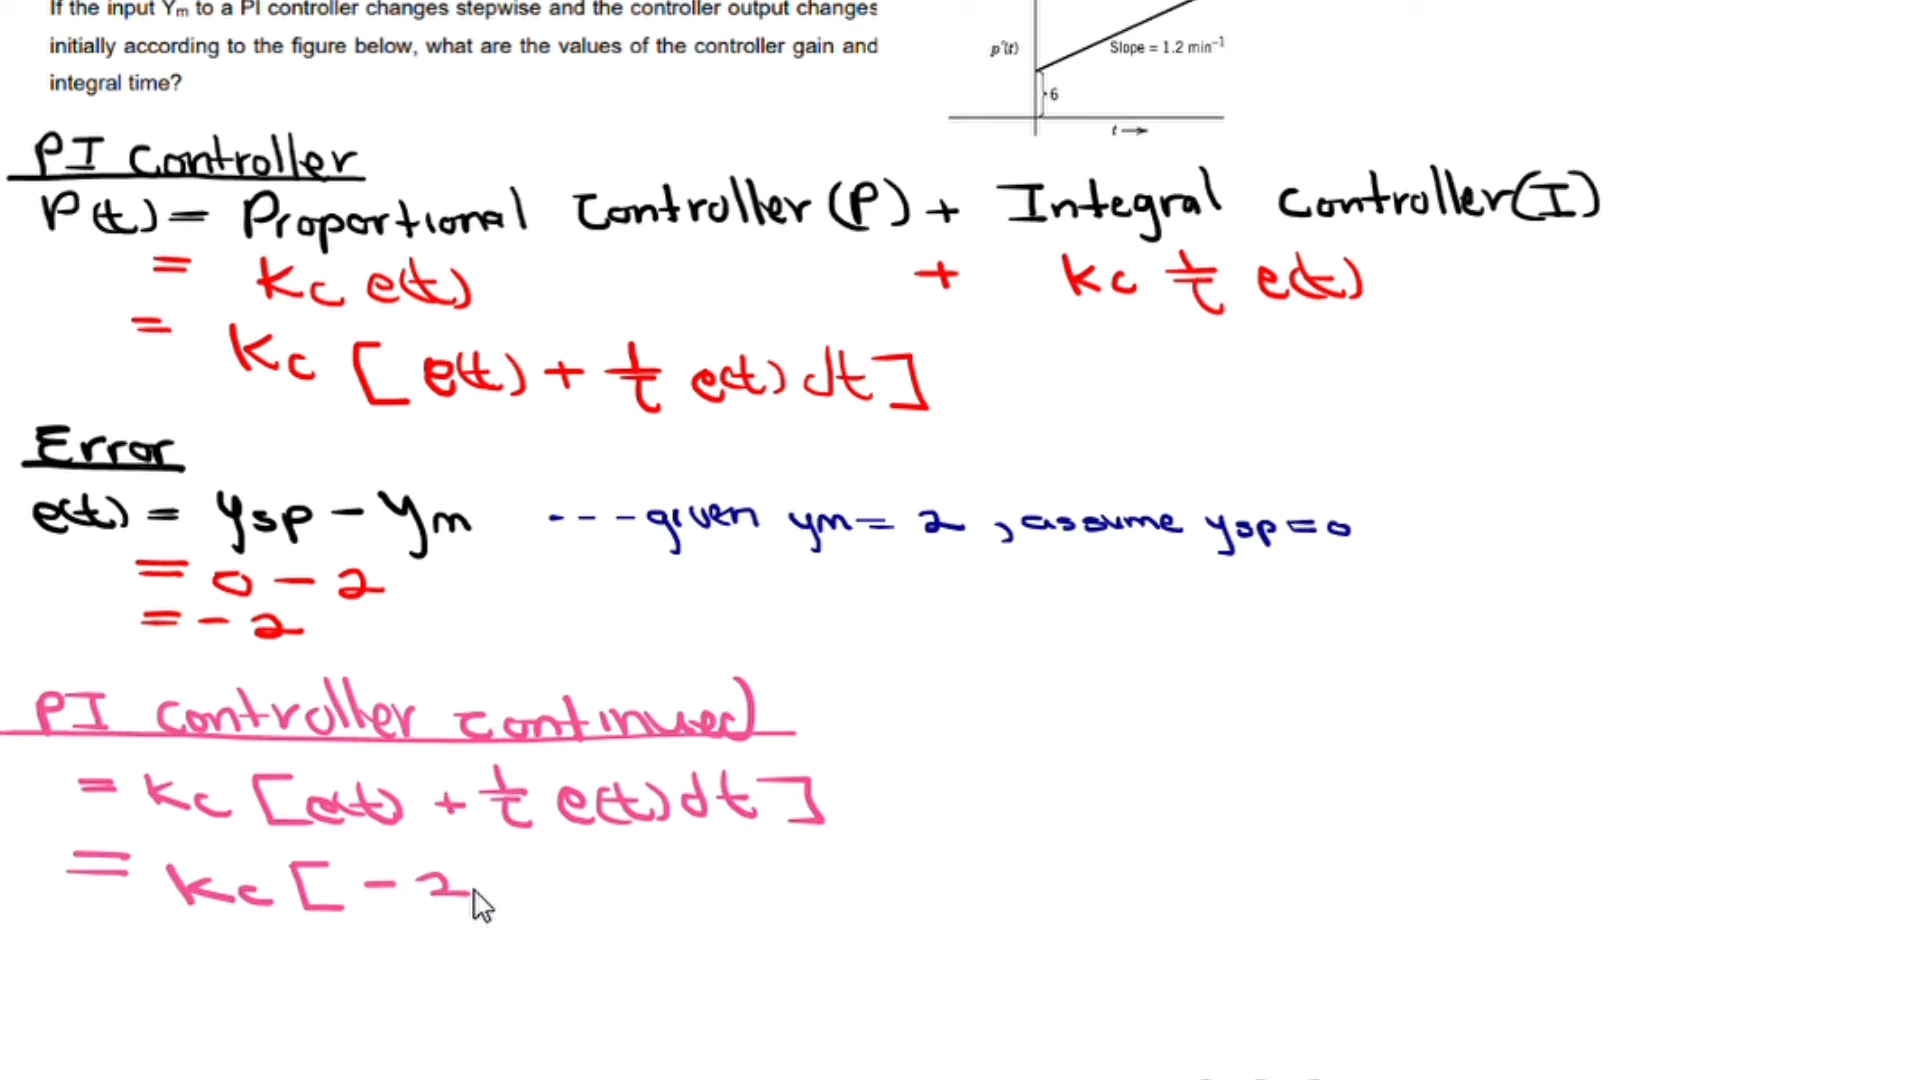 If the input Ym to a PI controller changes stepwise and the controller output changes
initially according to the figure below, what are the values of the controller gain and
integral time?
p'(t)
Slope = 1.2 min⁻¹
6
t →
PI Controller
P(t) = Proportional Controller (P) + Integral Controller (I)
= Kc e(t) + Kc 1/τ e(t)
= Kc [e(t) + 1/τ e(t) dt]
Error
e(t) = ysp - ym --- given ym = 2, assume ysp = 0
= 0 - 2
= - 2
PI Controller continued
= Kc [e(t) + 1/τ e(t) dt]
= Kc [ - 2